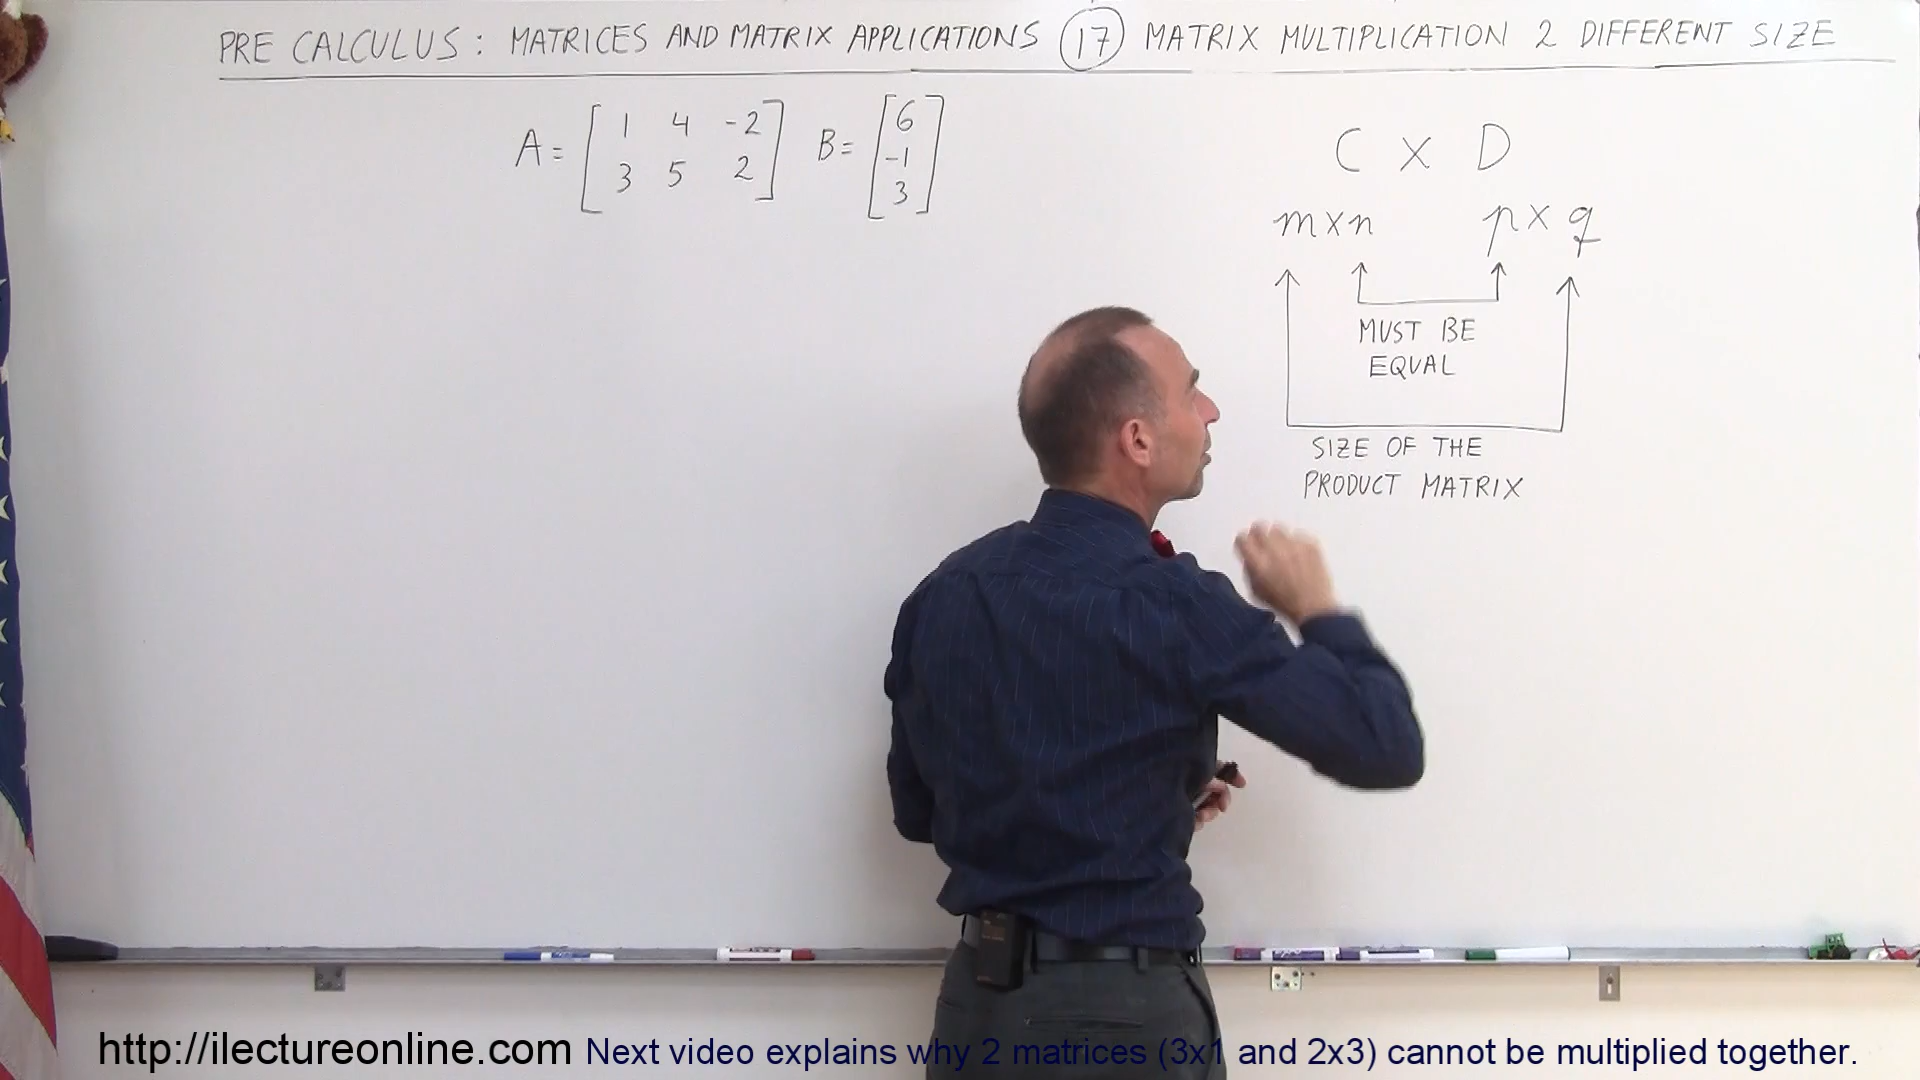 PRE CALCULUS: MATRICES AND MATRIX APPLICATIONS 17 MATRIX MULTIPLICATION 2 DIFFERENT SIZE
A = [ 1 4 -2 B = [ 6
3 5 2 ] -1
3 ]
C X D
m x n p x q
MUST BE
EQUAL
SIZE OF THE
PRODUCT MATRIX
http://ilectureonline.com Next video explains why 2 matrices (3x1 and 2x3) cannot be multiplied together.